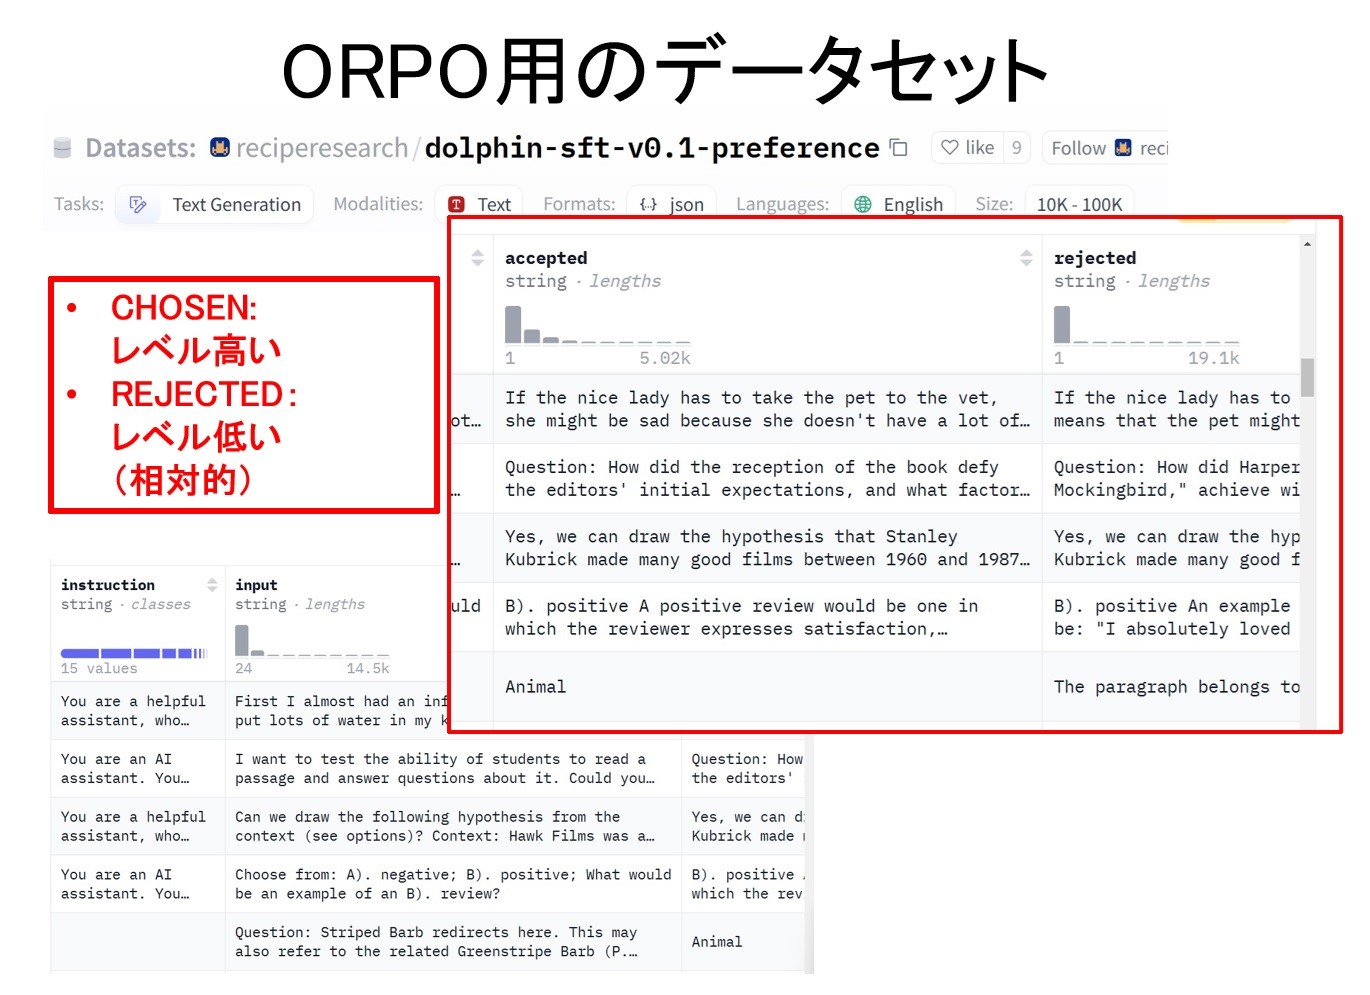 ORPO用のデータセット
Datasets: reciperesearch/dolphin-sft-v0.1-preference like 9 Follow reci
Tasks: Text Generation Modalities: Text Formats: json Languages: English Size: 10K - 100K
• CHOSEN:
レベル高い
• REJECTED:
レベル低い
(相対的)
accepted rejected
string · lengths string · lengths
1 5.02k 1 19.1k
If the nice lady has to take the pet to the vet, If the nice lady has to
ot… she might be sad because she doesn't have a lot of… means that the pet might
Question: How did the reception of the book defy Question: How did Harper
… the editors' initial expectations, and what factor… Mockingbird," achieve wi
Yes, we can draw the hypothesis that Stanley Yes, we can draw the hyp
… Kubrick made many good films between 1960 and 1987… Kubrick made many good f
uld B). positive A positive review would be one in B). positive An example
which the reviewer expresses satisfaction,… be: "I absolutely loved
Animal The paragraph belongs to
instruction input
string · classes string · lengths
15 values 24 14.5k
You are a helpful First I almost had an inf
assistant, who… put lots of water in my k
You are an AI I want to test the ability of students to read a Question: How
assistant. You… passage and answer questions about it. Could you… the editors'
You are a helpful Can we draw the following hypothesis from the Yes, we can d
assistant, who… context (see options)? Context: Hawk Films was a… Kubrick made
You are an AI Choose from: A). negative; B). positive; What would B). positive
assistant. You… be an example of an B). review? which the rev
Question: Striped Barb redirects here. This may
also refer to the related Greenstripe Barb (P.… Animal